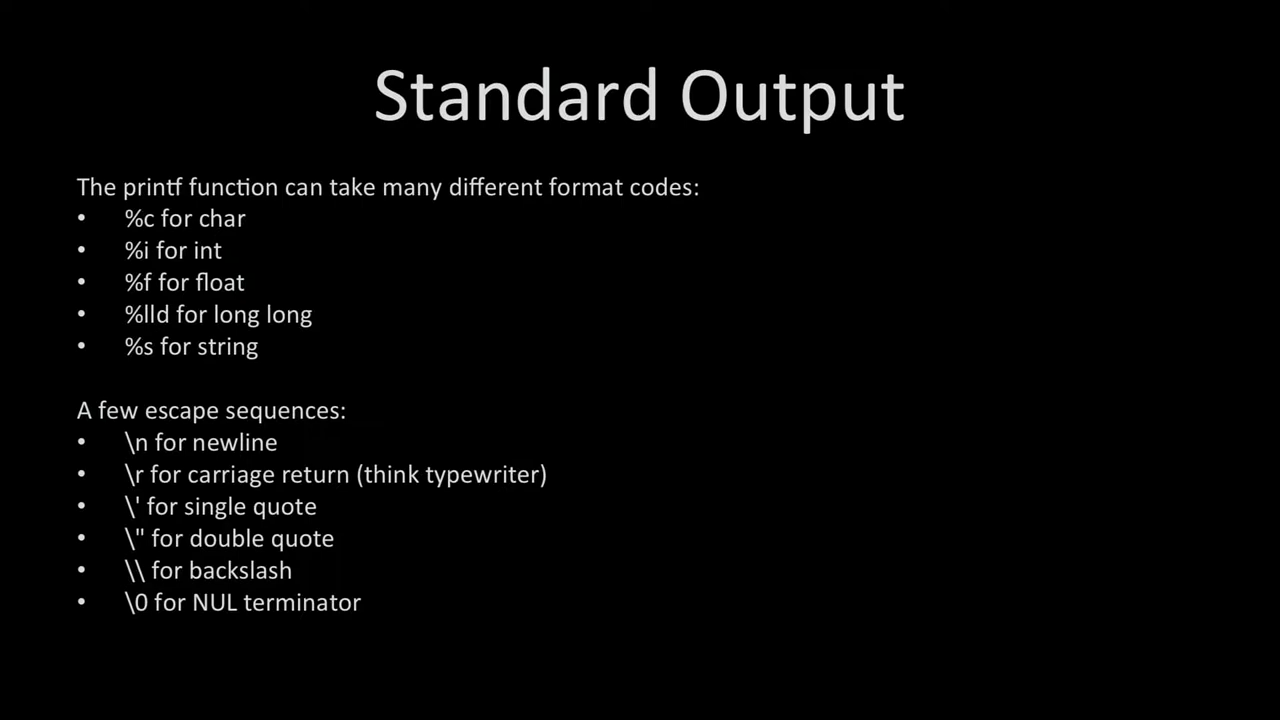 Standard Output
The printf function can take many different format codes:
• %c for char
• %i for int
• %f for float
• %lld for long long
• %s for string
A few escape sequences:
• \n for newline
• \r for carriage return (think typewriter)
• \' for single quote
• \" for double quote
• \\ for backslash
• \0 for NUL terminator